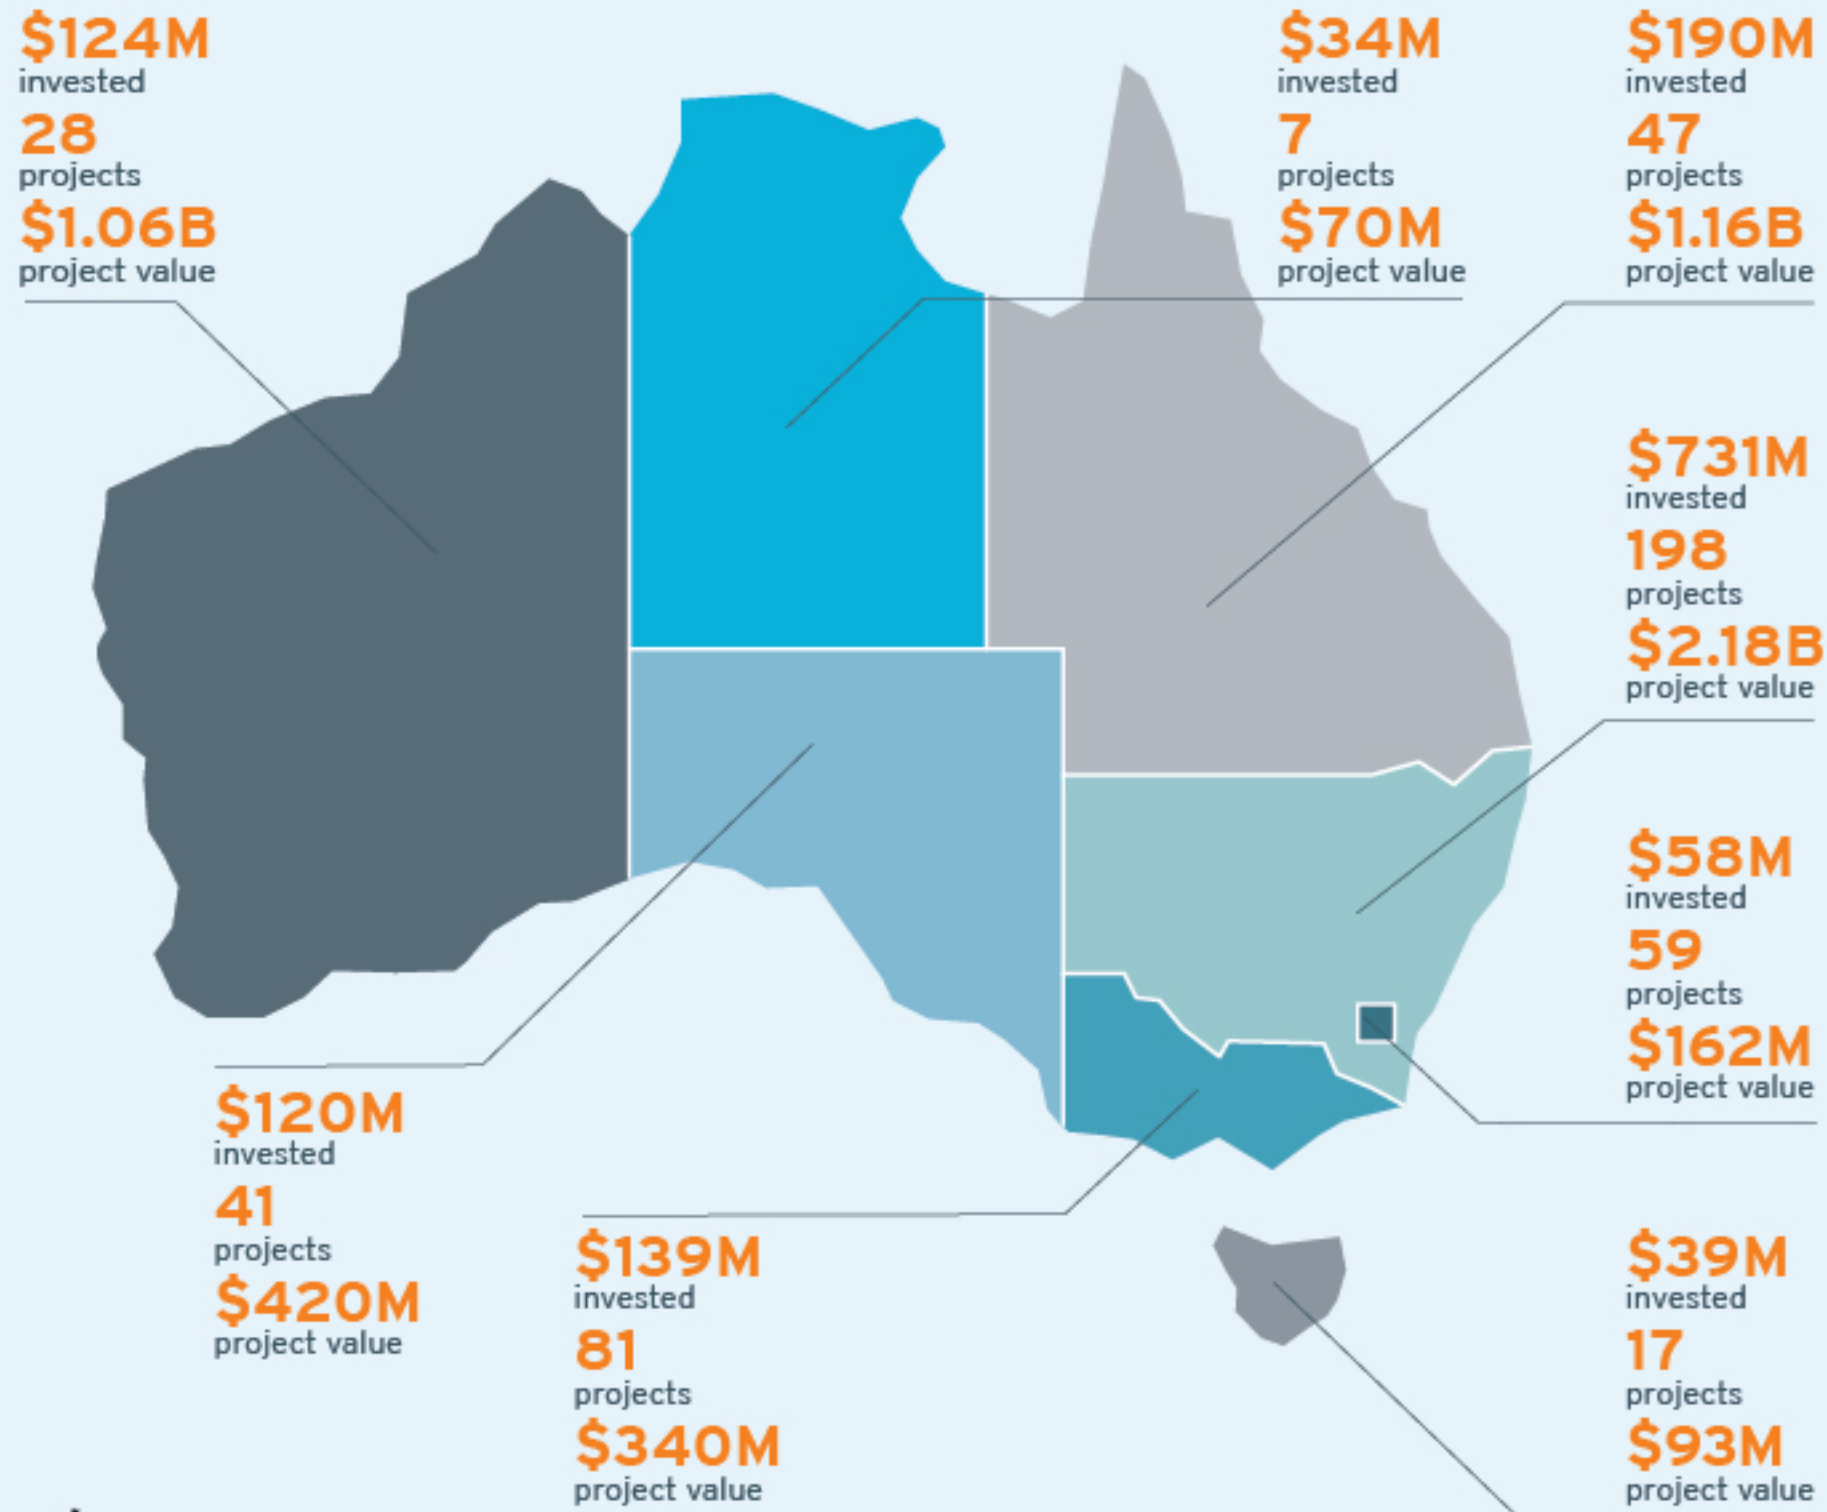 $124M
invested
28
projects
$1.06B
project value
$34M
invested
7
projects
$70M
project value
$190M
invested
47
projects
$1.16B
project value
$731M
invested
198
projects
$2.18B
project value
$58M
invested
59
projects
$162M
project value
$120M
invested
41
projects
$420M
project value
$139M
invested
81
projects
$340M
project value
$39M
invested
17
projects
$93M
project value